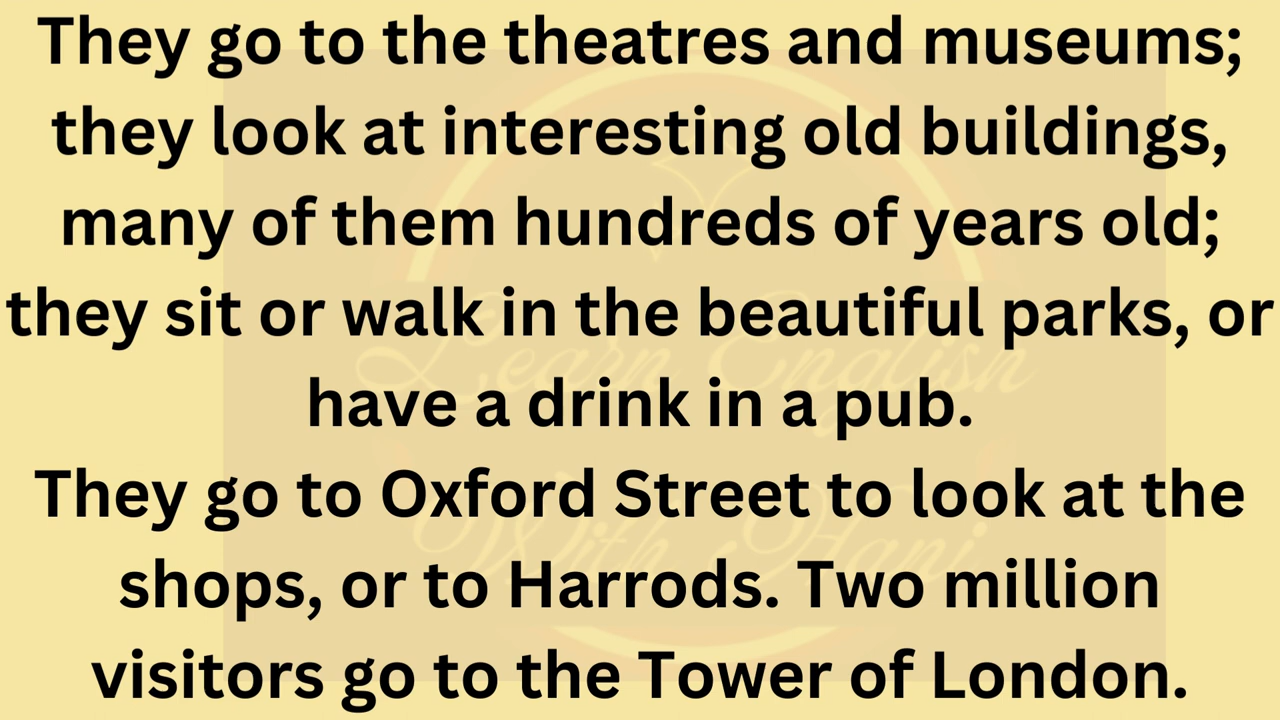 They go to the theatres and museums;
they look at interesting old buildings,
many of them hundreds of years old;
they sit or walk in the beautiful parks, or
have a drink in a pub.
They go to Oxford Street to look at the
shops, or to Harrods. Two million
visitors go to the Tower of London.
Learn English
With Hani